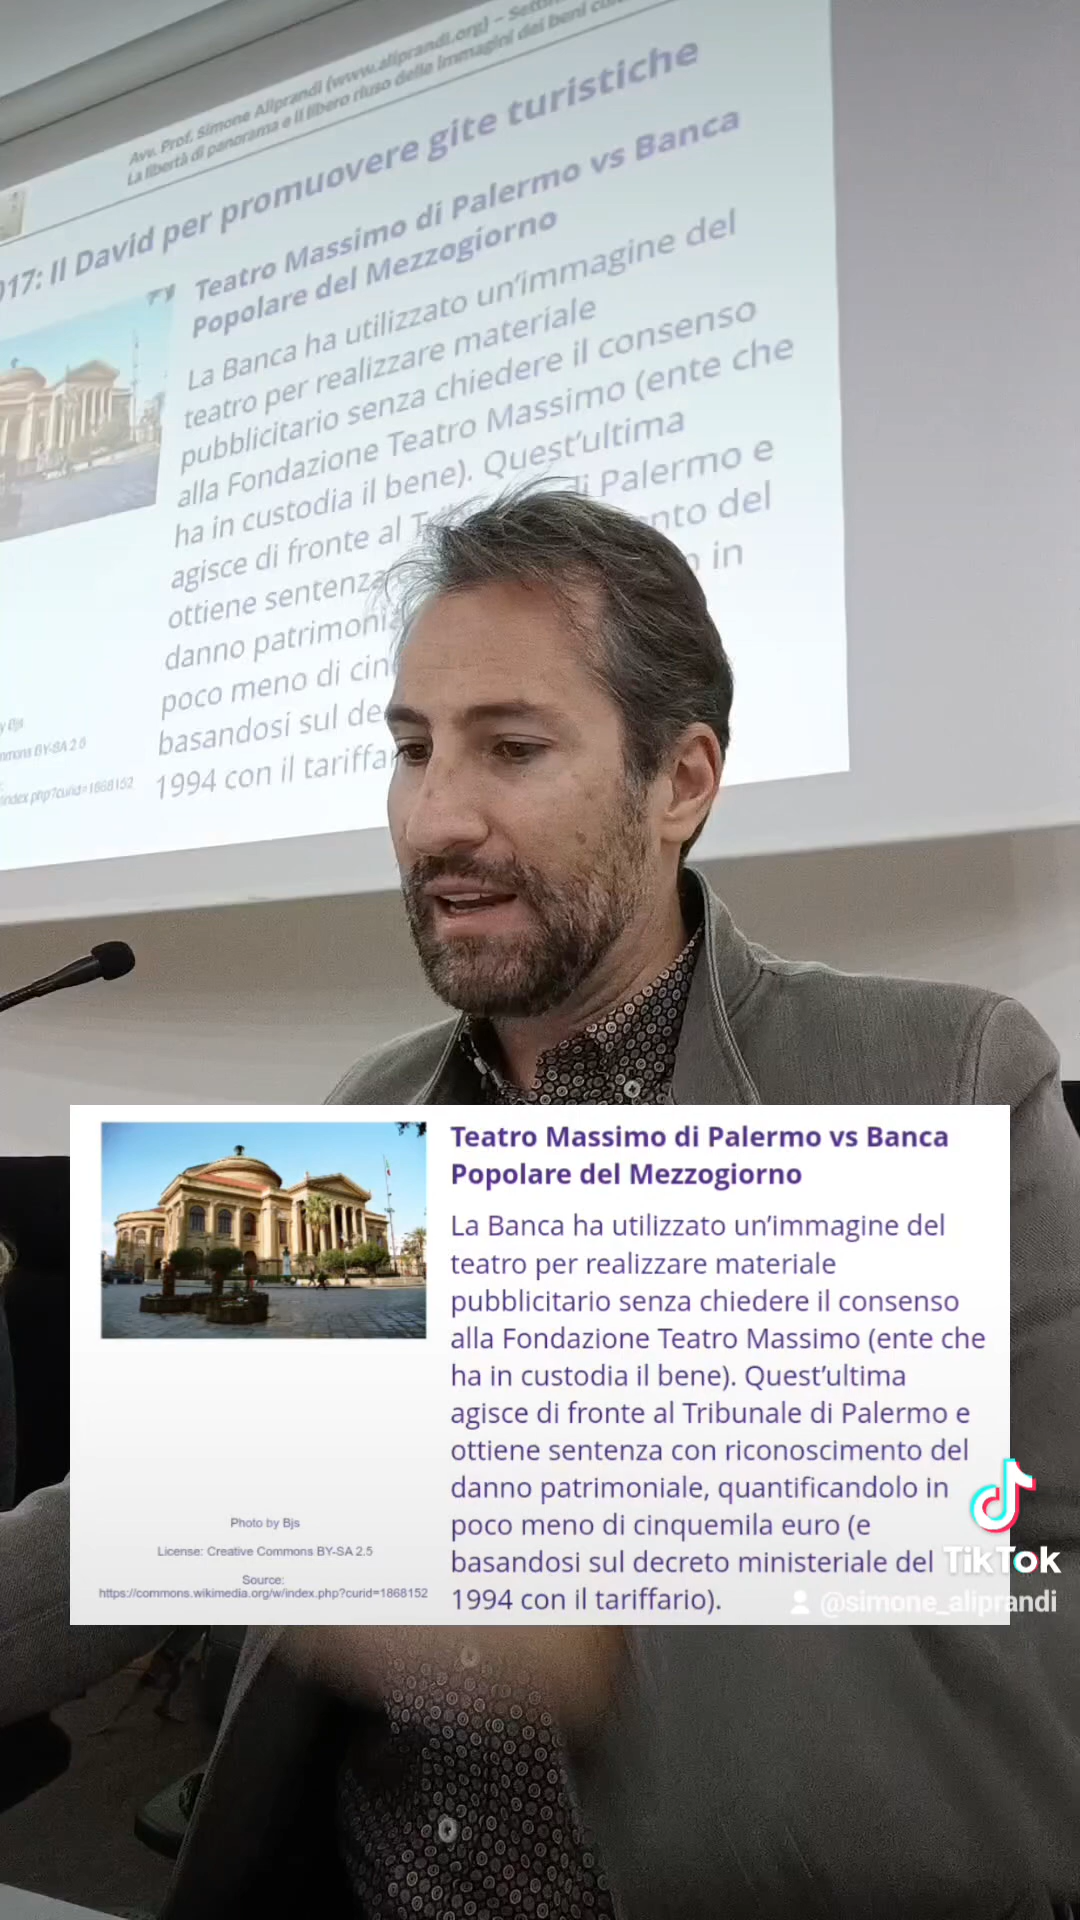 Avv. Prof. Simone Aliprandi (www.aliprandi.org) –
La libertà di panorama e il libero riuso delle immagini dei beni
017: Il David per promuovere gite turistiche
Teatro Massimo di Palermo vs Banca
Popolare del Mezzogiorno
La Banca ha utilizzato un'immagine del
teatro per realizzare materiale
pubblicitario senza chiedere il consenso
alla Fondazione Teatro Massimo (ente che
ha in custodia il bene). Quest'ultima
agisce di fronte al di Palermo e
ottiene sentenza nto del
danno patrimonia o in
poco meno di cin
basandosi sul de
1994 con il tariffa
y Bjs
mmons BY-SA 2.5
index.php?curid=1868152
Teatro Massimo di Palermo vs Banca
Popolare del Mezzogiorno
La Banca ha utilizzato un'immagine del
teatro per realizzare materiale
pubblicitario senza chiedere il consenso
alla Fondazione Teatro Massimo (ente che
ha in custodia il bene). Quest'ultima
agisce di fronte al Tribunale di Palermo e
ottiene sentenza con riconoscimento del
danno patrimoniale, quantificandolo in
poco meno di cinquemila euro (e
basandosi sul decreto ministeriale del
1994 con il tariffario).
Photo by Bjs
License: Creative Commons BY-SA 2.5
Source:
https://commons.wikimedia.org/w/index.php?curid=1868152
TikTok
@simone_aliprandi